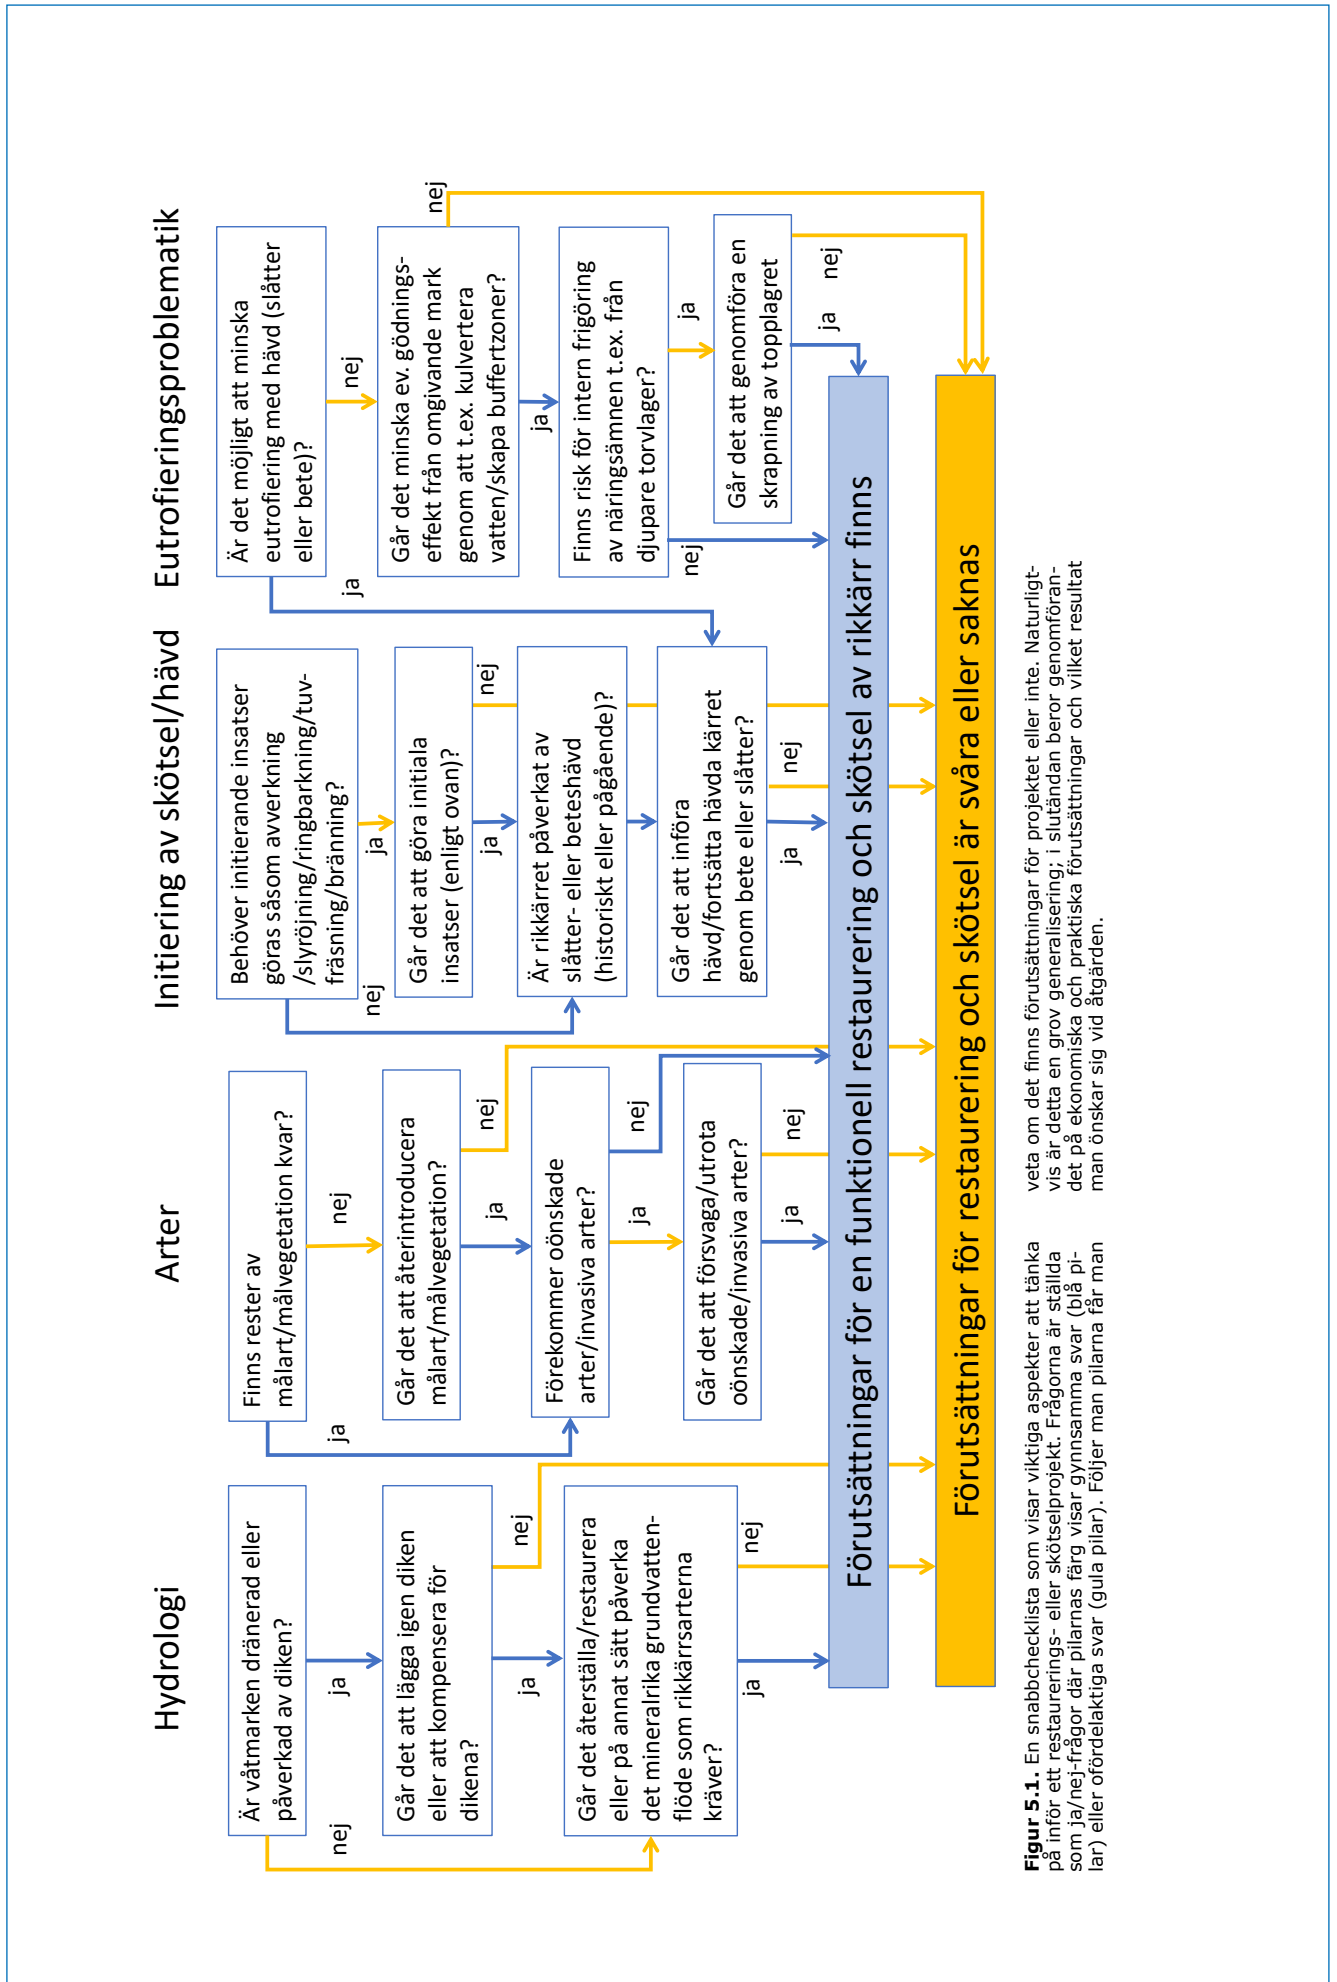 Hydrologi
Är våtmarken dränerad eller
påverkad av diken?
ja
nej
Går det att lägga igen diken
eller att kompensera för
dikena?
ja
nej
Går det återställa/restaurera
eller på annat sätt påverka
det mineralrika grundvatten-
flöde som rikkärrsarterna
kräver?
ja
nej
Arter
Finns rester av
målart/målvegetation kvar?
ja
nej
Går det att återintroducera
målart/målvegetation?
ja
nej
Förekommer oönskade
arter/invasiva arter?
ja
nej
Går det att försvaga/utrota
oönskade/invasiva arter?
ja
nej
Initiering av skötsel/hävd
Behöver initierande insatser
göras såsom avverkning
/slyröjning/ringbarkning/tuv-
fräsning/bränning?
nej
ja
Går det att göra initiala
insatser (enligt ovan)?
ja
nej
Är rikkärret påverkat av
slåtter- eller beteshävd
(historiskt eller pågående)?
Går det att införa
hävd/fortsätta hävda kärret
genom bete eller slåtter?
ja
nej
Eutrofieringsproblematik
Är det möjligt att minska
eutrofiering med hävd (slåtter
eller bete)?
ja
nej
Går det minska ev. gödnings-
effekt från omgivande mark
genom att t.ex. kulvertera
vatten/skapa buffertzoner?
ja
nej
Finns risk för intern frigöring
av näringsämnen t.ex. från
djupare torvlager?
nej
ja
Går det att genomföra en
skrapning av topplagret
ja
nej
Förutsättningar för en funktionell restaurering och skötsel av rikkärr finns
Förutsättningar för restaurering och skötsel är svåra eller saknas
Figur 5.1. En snabbchecklista som visar viktiga aspekter att tänka
på inför ett restaurerings- eller skötselprojekt. Frågorna är ställda
som ja/nej-frågor där pilarnas färg visar gynnsamma svar (blå pi-
lar) eller ofördelaktiga svar (gula pilar). Följer man pilarna får man
veta om det finns förutsättningar för projektet eller inte. Naturligt-
vis är detta en grov generalisering; i slutändan beror genomföran-
det på ekonomiska och praktiska förutsättningar och vilket resultat
man önskar sig vid åtgärden.